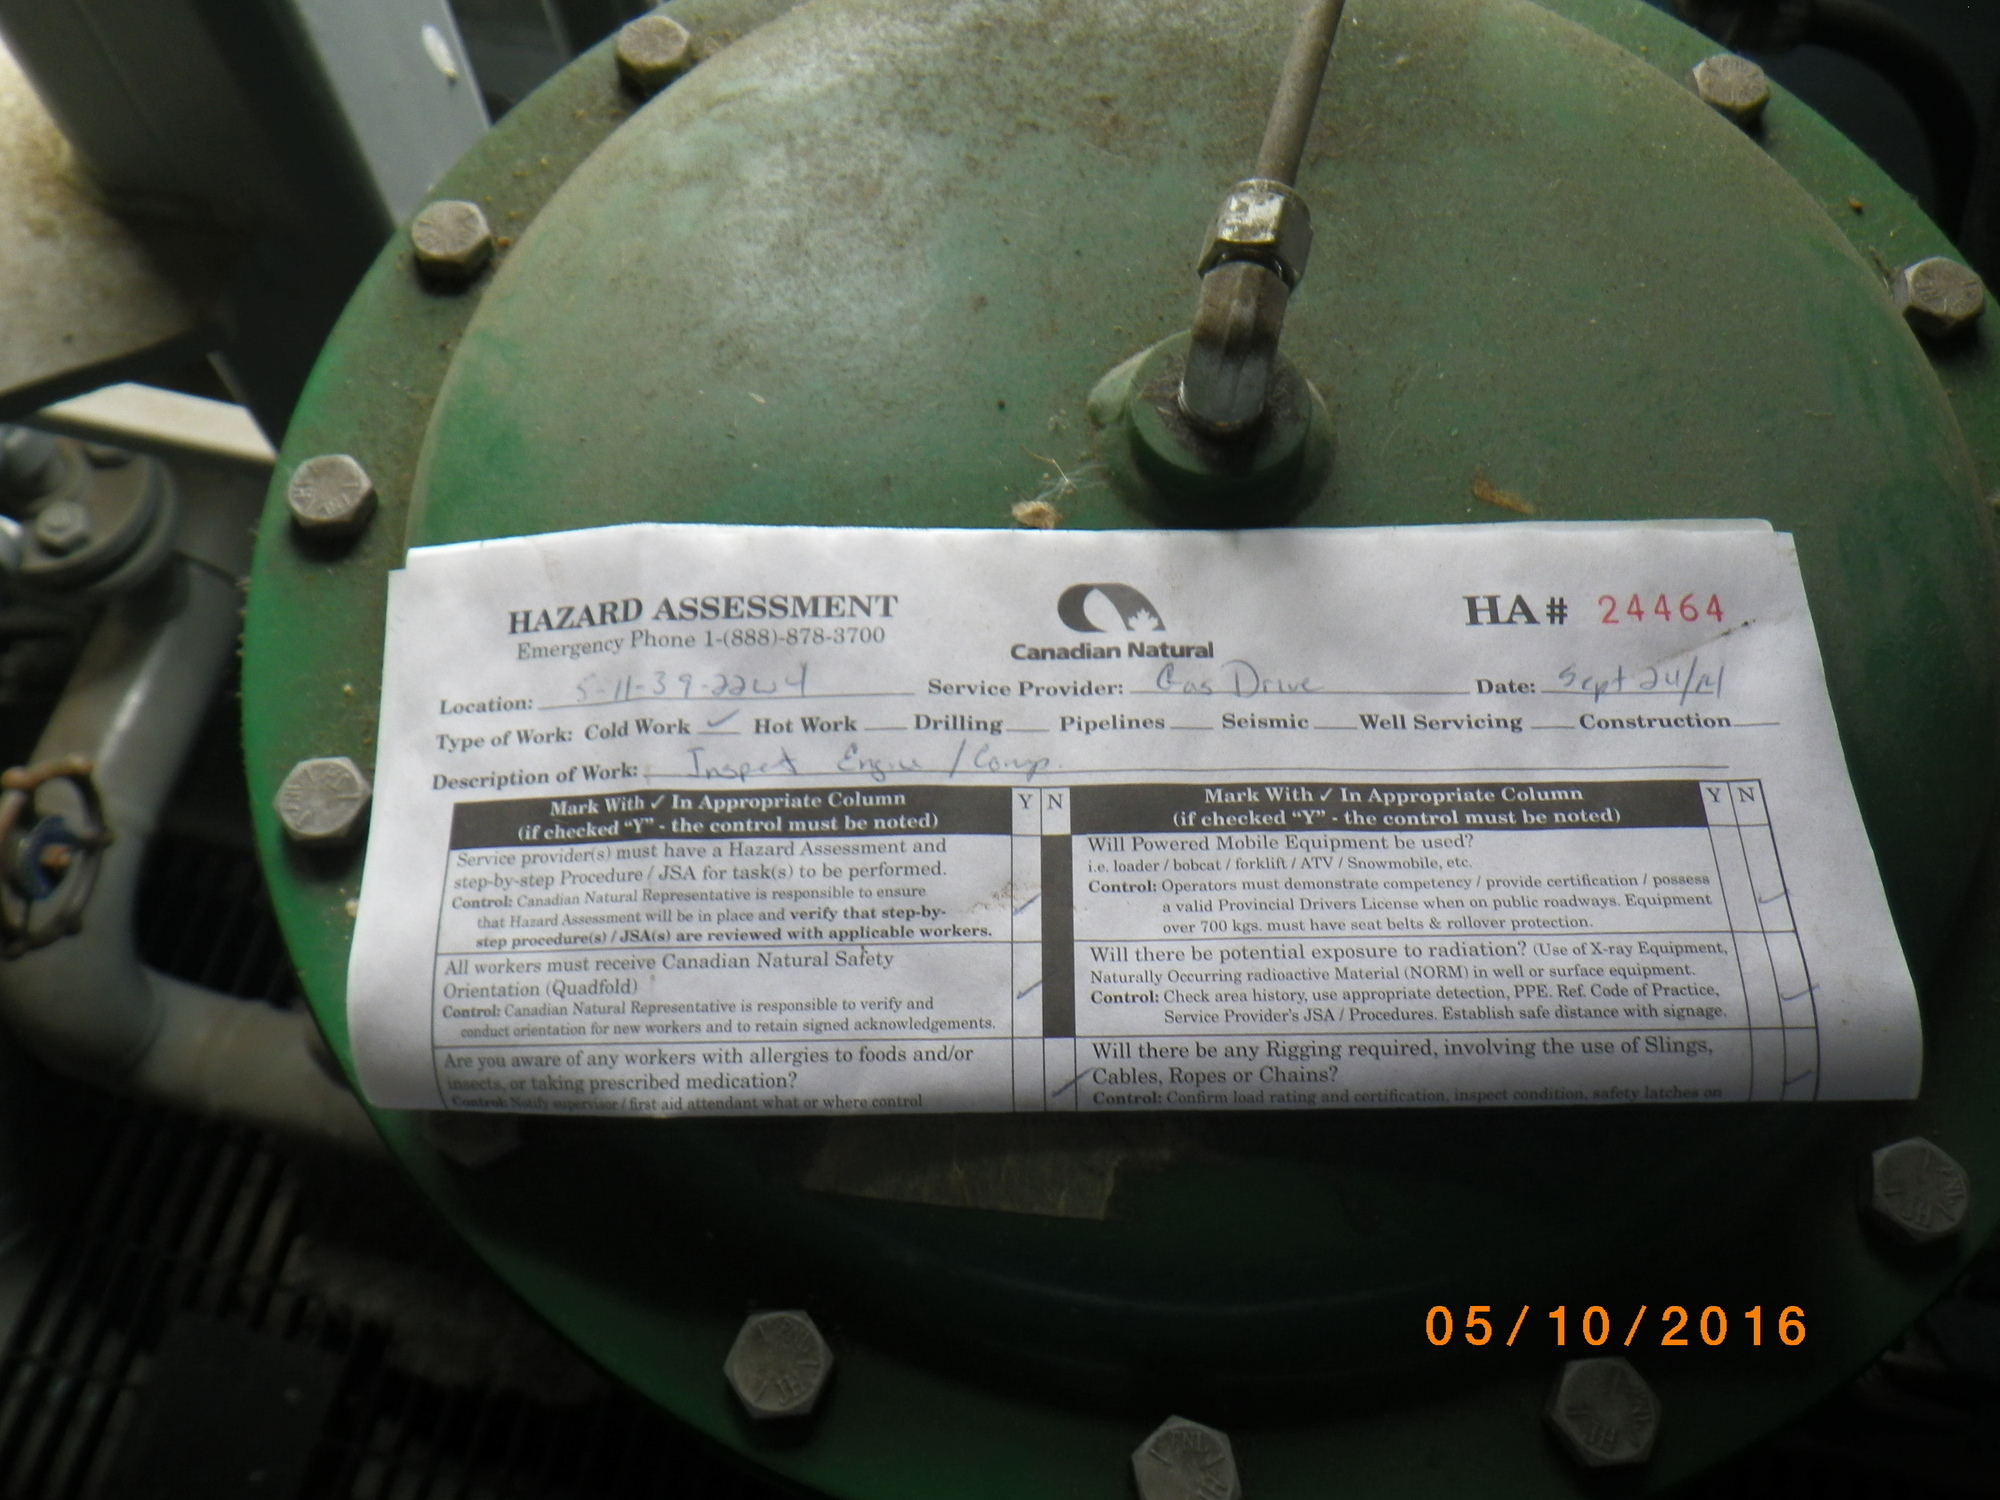 HAZARD ASSESSMENT
Emergency Phone 1-(888)-878-3700
Canadian Natural
HA# 24464
Location: 5-11-39-22w4 Service Provider: Gas Drive Date: Sept 24/14
Type of Work: Cold Work ✓ Hot Work Drilling Pipelines Seismic Well Servicing Construction
Description of Work: Inspect Engine / Comp.
Mark With ✓ In Appropriate Column
(if checked "Y" - the control must be noted)
Y N
Service provider(s) must have a Hazard Assessment and
step-by-step Procedure / JSA for task(s) to be performed.
Control: Canadian Natural Representative is responsible to ensure
that Hazard Assessment will be in place and verify that step-by-
step procedure(s) / JSA(s) are reviewed with applicable workers.
✓
All workers must receive Canadian Natural Safety
Orientation (Quadfold)
Control: Canadian Natural Representative is responsible to verify and
conduct orientation for new workers and to retain signed acknowledgements.
✓
Are you aware of any workers with allergies to foods and/or
insects, or taking prescribed medication?
Control: Notify supervisor / first aid attendant what or where control
✓
Mark With ✓ In Appropriate Column
(if checked "Y" - the control must be noted)
Y N
Will Powered Mobile Equipment be used?
i.e. loader / bobcat / forklift / ATV / Snowmobile, etc.
Control: Operators must demonstrate competency / provide certification / possess
a valid Provincial Drivers License when on public roadways. Equipment
over 700 kgs. must have seat belts & rollover protection.
✓
Will there be potential exposure to radiation? (Use of X-ray Equipment,
Naturally Occurring radioactive Material (NORM) in well or surface equipment.
Control: Check area history, use appropriate detection, PPE. Ref. Code of Practice,
Service Provider's JSA / Procedures. Establish safe distance with signage.
✓
Will there be any Rigging required, involving the use of Slings,
Cables, Ropes or Chains?
Control: Confirm load rating and certification, inspect condition, safety latches on
✓
05/10/2016